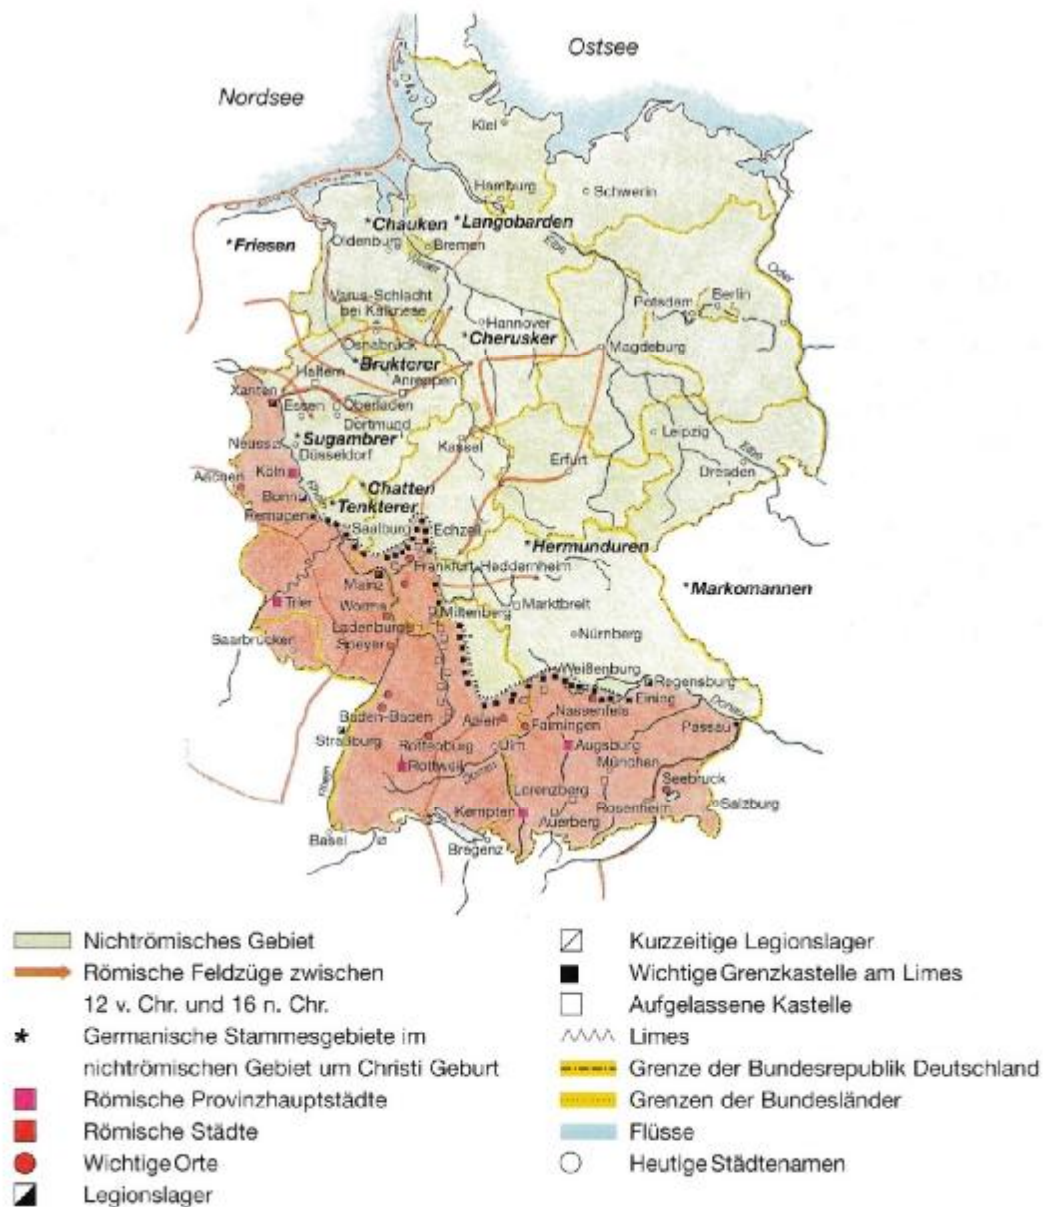 Ostsee
Nordsee
Kiel
Hamburg
Schwerin
*Chauken *Langobarden
*Friesen
Oldenburg
Bremen
Elbe
Weser
Oder
Varus-Schlacht
bei Kalkriese
Potsdam
Berlin
Hannover
*Cherusker
Osnabrück
Magdeburg
*Brukterer
Haltern
Anreppen
Xanten
Essen
Oberaden
Dortmund
*Sugambrer
Neuss
Düsseldorf
Kassel
Leipzig
Elbe
Köln
Erfurt
Dresden
Aachen
*Chatten
Bonn
Rhein
*Tenkterer
Remagen
Saalburg
Echzell
*Hermunduren
Frankfurt-Heddernheim
Mainz
*Markomannen
Trier
Worms
Miltenberg
Marktbreit
Ladenburg
Saarbrücken
Speyer
Nürnberg
Weißenburg
Regensburg
Eining
Donau
Nassenfels
Baden-Baden
Aalen
Faimingen
Passau
Straßburg
Rottenburg
Ulm
Augsburg
Rottweil
Donau
München
Seebruck
Rhein
Lorenzberg
Kempten
Rosenheim
Salzburg
Auerberg
Basel
Bregenz
Nichtrömisches Gebiet
Römische Feldzüge zwischen
12 v. Chr. und 16 n. Chr.
* Germanische Stammesgebiete im
nichtrömischen Gebiet um Christi Geburt
Römische Provinzhauptstädte
Römische Städte
Wichtige Orte
Legionslager
Kurzzeitige Legionslager
Wichtige Grenzkastelle am Limes
Aufgelassene Kastelle
Limes
Grenze der Bundesrepublik Deutschland
Grenzen der Bundesländer
Flüsse
Heutige Städtenamen